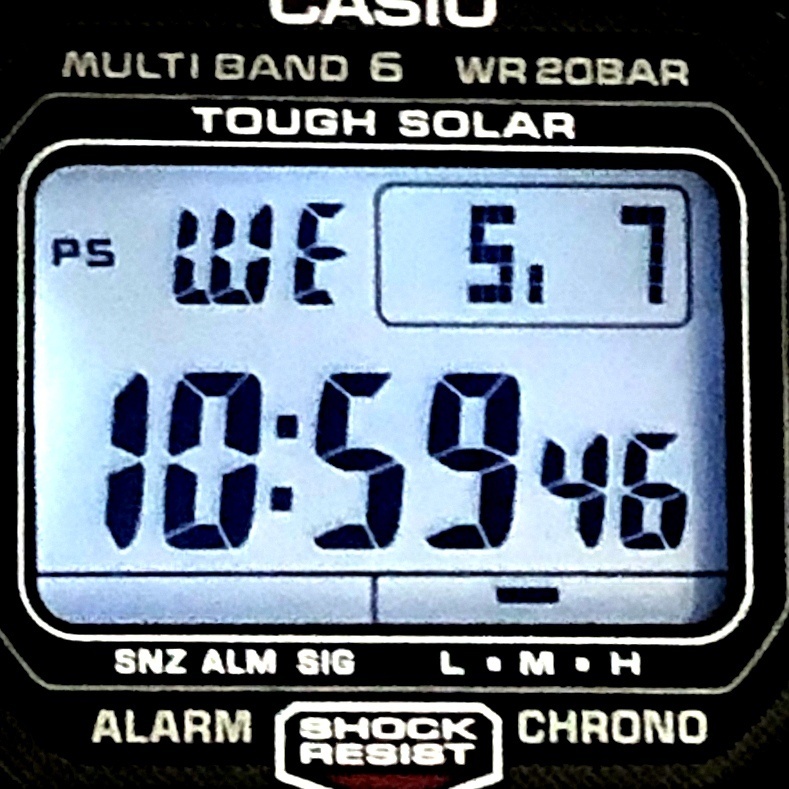 CASIO
MULTI BAND 6 WR20BAR
TOUGH SOLAR
PS WE 5. 7
10:59 46
SNZ ALM SIG L • M • H
ALARM CHRONO
SHOCK
RESIST